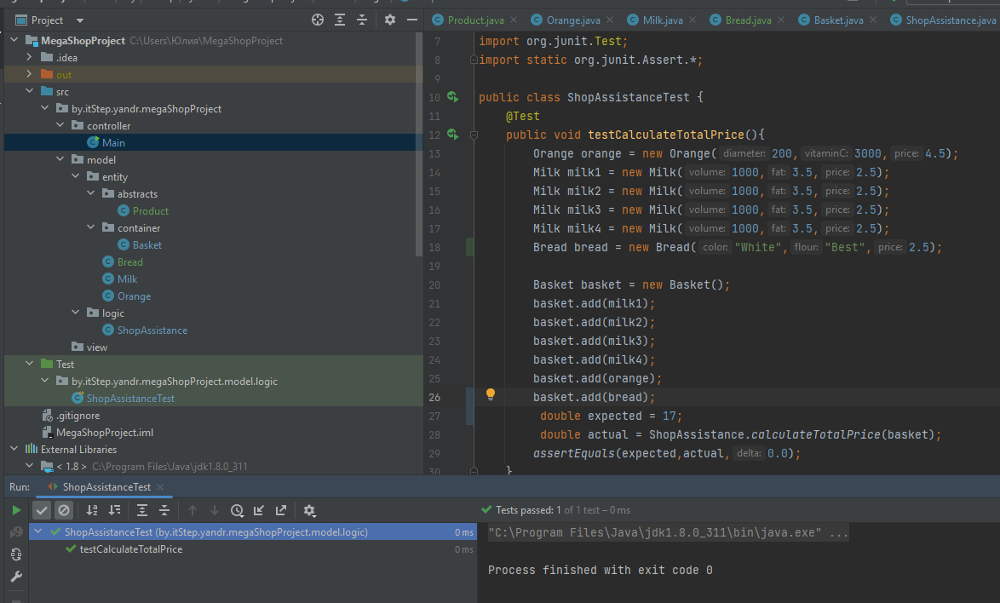 Project
MegaShopProject C:\Users\Юлия\MegaShopProject
.idea
out
src
by.itStep.yandr.megaShopProject
controller
Main
model
entity
abstracts
Product
container
Basket
Bread
Milk
Orange
logic
ShopAssistance
view
Test
by.itStep.yandr.megaShopProject.model.logic
ShopAssistanceTest
.gitignore
MegaShopProject.iml
External Libraries
< 1.8 > C:\Program Files\Java\jdk1.8.0_311
Product.java Orange.java Milk.java Bread.java Basket.java ShopAssistance.java
7 import org.junit.Test;
8 import static org.junit.Assert.*;
9
10 public class ShopAssistanceTest {
11 @Test
12 public void testCalculateTotalPrice(){
13 Orange orange = new Orange( diameter: 200, vitaminC: 3000, price: 4.5);
14 Milk milk1 = new Milk( volume: 1000, fat: 3.5, price: 2.5);
15 Milk milk2 = new Milk( volume: 1000, fat: 3.5, price: 2.5);
16 Milk milk3 = new Milk( volume: 1000, fat: 3.5, price: 2.5);
17 Milk milk4 = new Milk( volume: 1000, fat: 3.5, price: 2.5);
18 Bread bread = new Bread( color: "White", flour: "Best", price: 2.5);
19
20 Basket basket = new Basket();
21 basket.add(milk1);
22 basket.add(milk2);
23 basket.add(milk3);
24 basket.add(milk4);
25 basket.add(orange);
26 basket.add(bread);
27 double expected = 17;
28 double actual = ShopAssistance.calculateTotalPrice(basket);
29 assertEquals(expected,actual, delta: 0.0);
30 }
Run: ShopAssistanceTest
Tests passed: 1 of 1 test – 0 ms
ShopAssistanceTest (by.itStep.yandr.megaShopProject.model.logic) 0 ms
testCalculateTotalPrice 0 ms
"C:\Program Files\Java\jdk1.8.0_311\bin\java.exe" ...
Process finished with exit code 0